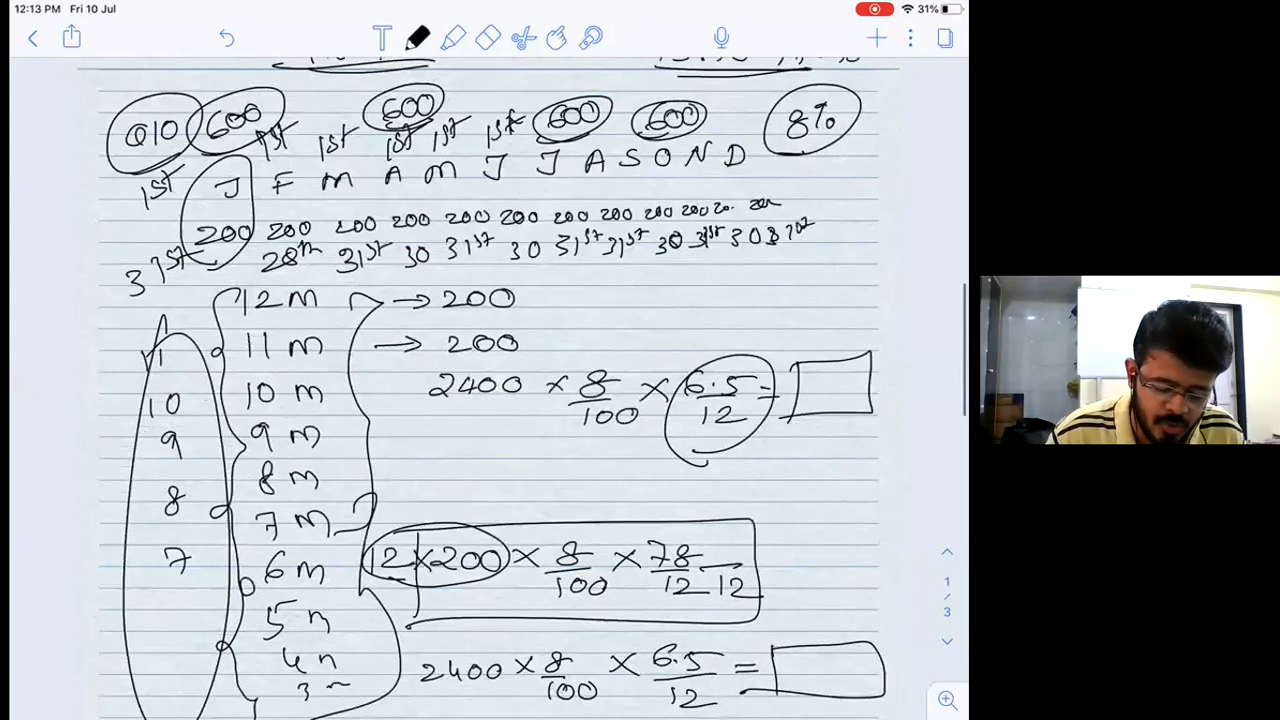 12:13 PM Fri 10 Jul 31%
Q10 600 600 600 600 8%
1st 1st 1st 1st 1st 1st
J F M A M J J A S O N D
200 200 200 200 200 200 200 200 200 200
31st 28th 31st 30 31st 30 31st 31st 30 31st 30
12 m → 200
11 m → 200
10 10 m 2400 × 8/100 × 6.5/12 =
9 9 m
8 8 m
7 m
7 6 m 12 × 200 × 8/100 × 78/12 12
5 m
4 m 2400 × 8/100 × 6.5/12 =
3
1
/
3